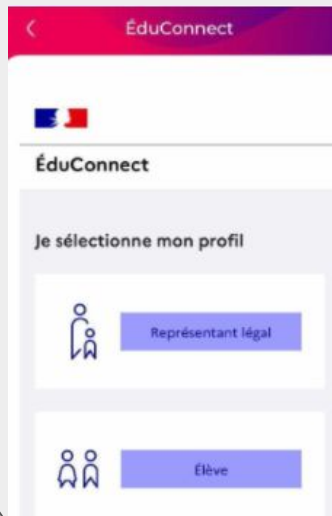 ÉduConnect
ÉduConnect
Je sélectionne mon profil
Représentant légal
Élève